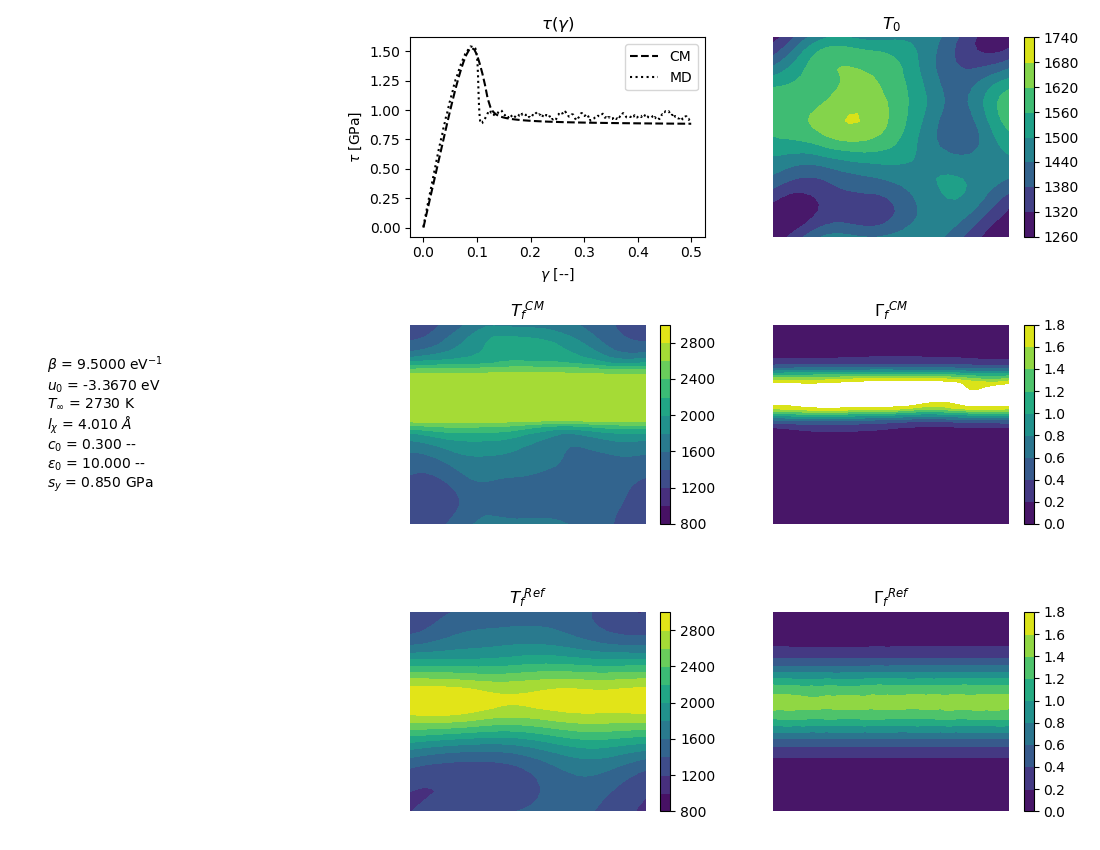 τ(γ)
1.50
1.25
1.00
0.75
0.50
0.25
0.00
τ [GPa]
CM
MD
0.0 0.1 0.2 0.3 0.4 0.5
γ [--]
T₀
1740
1680
1620
1560
1500
1440
1380
1320
1260
β = 9.5000 eV⁻¹
u₀ = -3.3670 eV
T∞ = 2730 K
lᵪ = 4.010 Å
c₀ = 0.300 --
ε₀ = 10.000 --
s_y = 0.850 GPa
T_f^CM
2800
2400
2000
1600
1200
800
Γ_f^CM
1.8
1.6
1.4
1.2
1.0
0.8
0.6
0.4
0.2
0.0
T_f^Ref
2800
2400
2000
1600
1200
800
Γ_f^Ref
1.8
1.6
1.4
1.2
1.0
0.8
0.6
0.4
0.2
0.0